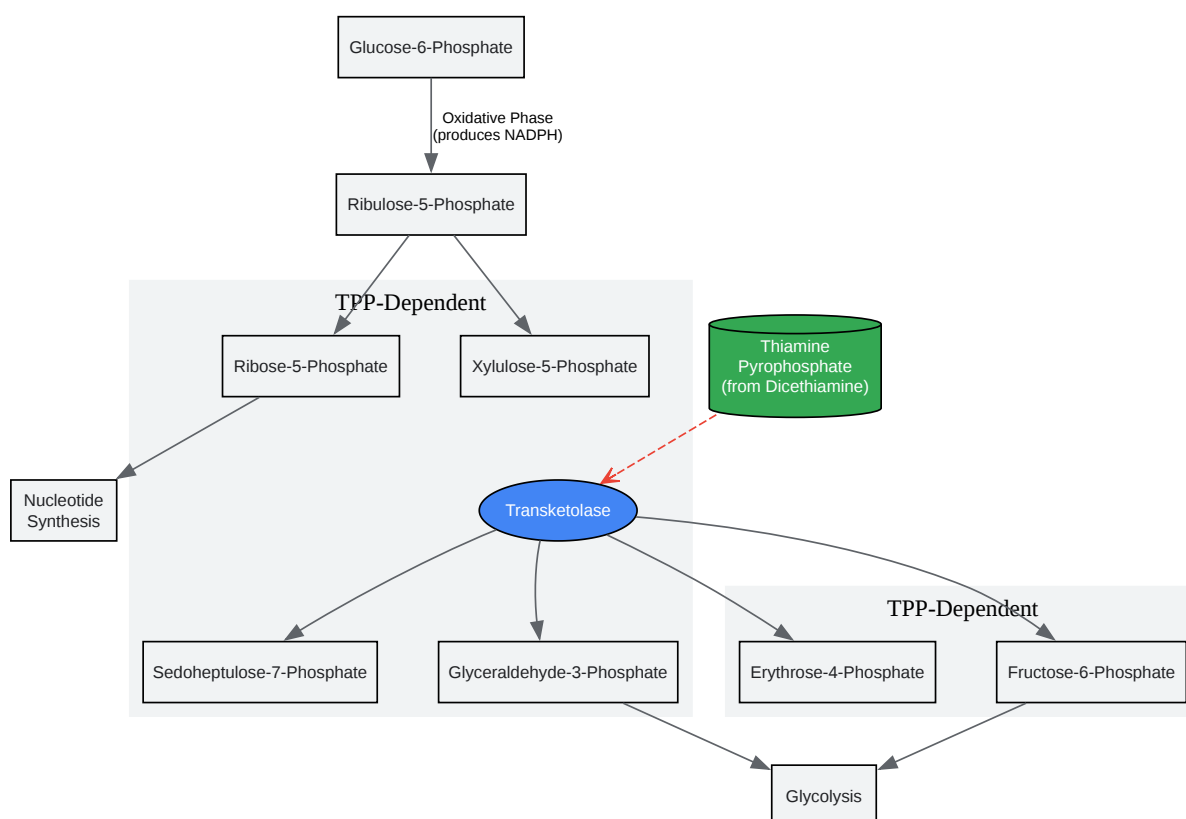 Glucose-6-Phosphate
Oxidative Phase
(produces NADPH)
Ribulose-5-Phosphate
TPP-Dependent
Ribose-5-Phosphate
Xylulose-5-Phosphate
Thiamine
Pyrophosphate
(from Dicethiamine)
Nucleotide
Synthesis
Transketolase
TPP-Dependent
Sedoheptulose-7-Phosphate
Glyceraldehyde-3-Phosphate
Erythrose-4-Phosphate
Fructose-6-Phosphate
Glycolysis